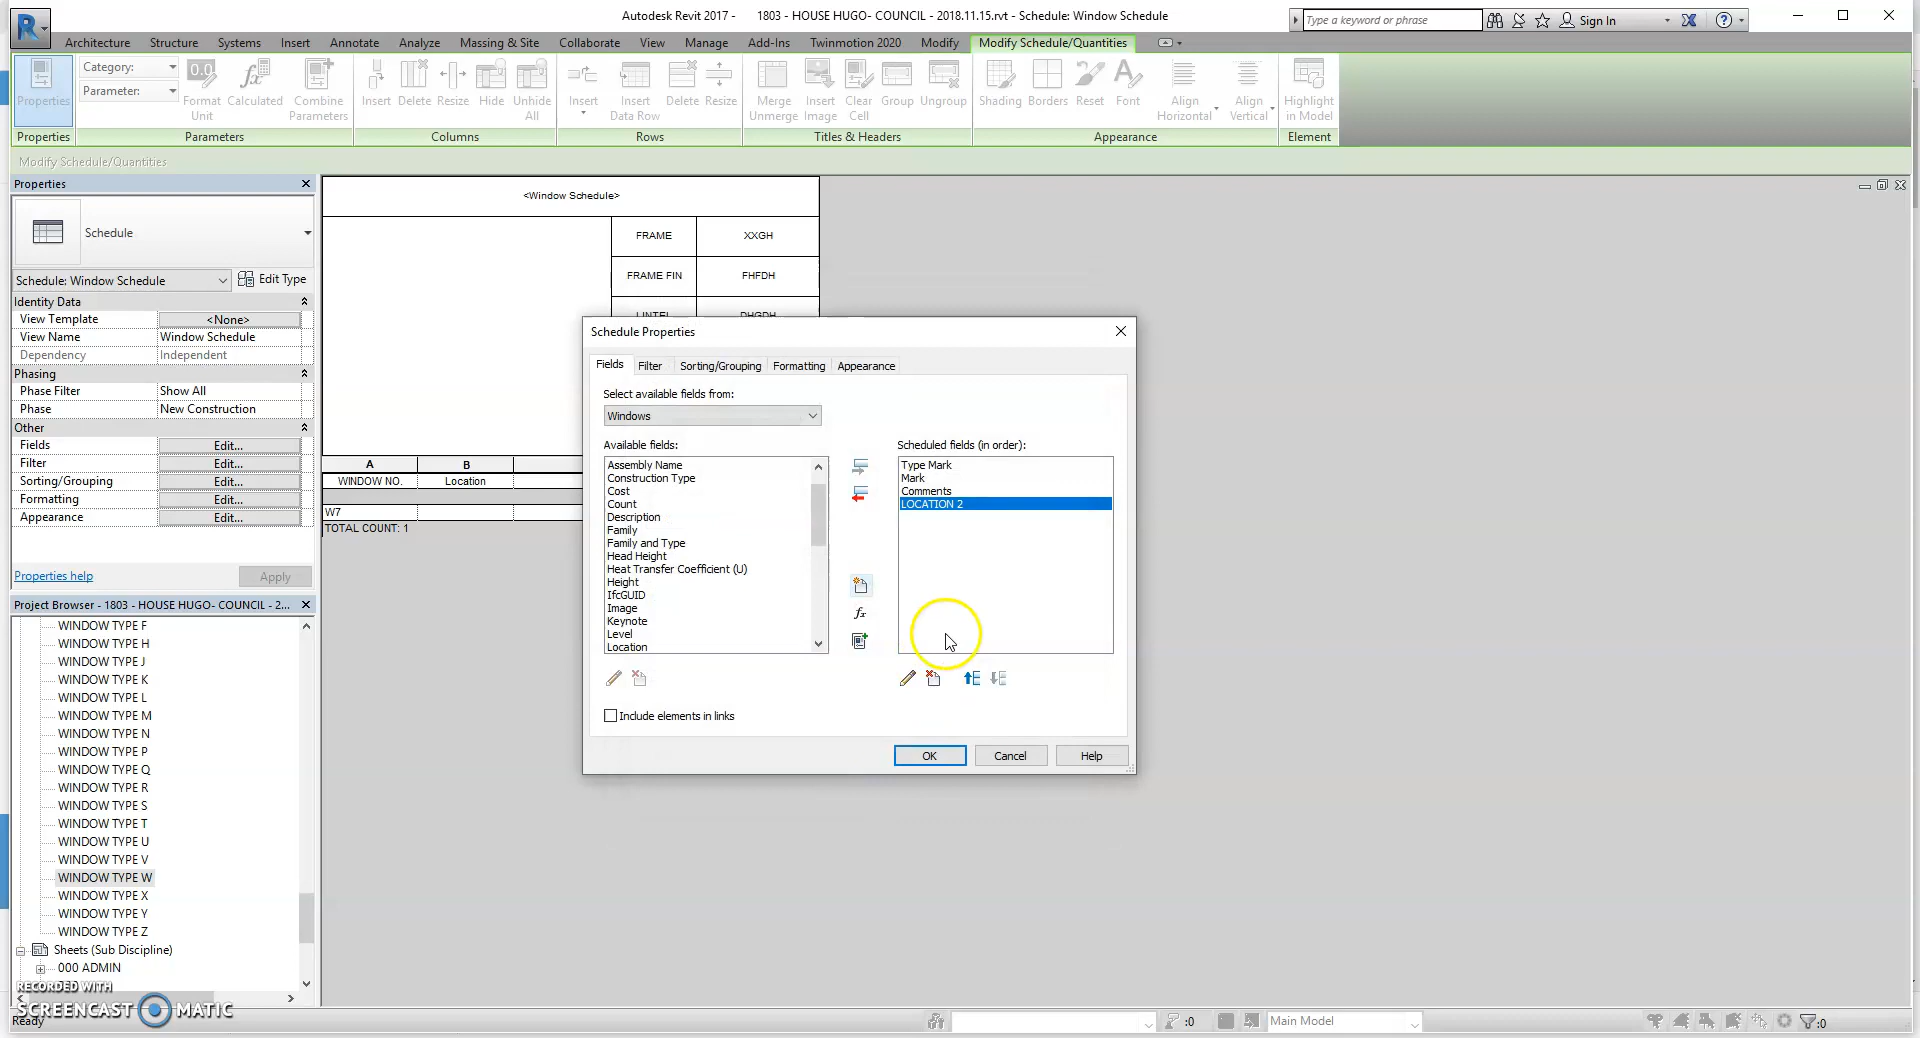 Autodesk Revit 2017 - 1803 - HOUSE HUGO- COUNCIL - 2018.11.15.rvt - Schedule: Window Schedule
Type a keyword or phrase
Sign In
Architecture Structure Systems Insert Annotate Analyze Massing & Site Collaborate View Manage Add-Ins Twinmotion 2020 Modify Modify Schedule/Quantities
Category:
Parameter:
Properties
Format Unit
Calculated
Combine Parameters
Insert Delete Resize Hide Unhide All
Insert Insert Data Row Delete Resize
Merge Unmerge Insert Image Clear Cell Group Ungroup
Shading Borders Reset Font Align Horizontal Align Vertical
Highlight in Model
Properties Parameters Columns Rows Titles & Headers Appearance Element
Modify Schedule/Quantities
Properties
Schedule
Schedule: Window Schedule
Edit Type
Identity Data
View Template <None>
View Name Window Schedule
Dependency Independent
Phasing
Phase Filter Show All
Phase New Construction
Other
Fields Edit...
Filter Edit...
Sorting/Grouping Edit...
Formatting Edit...
Appearance Edit...
Properties help
Apply
Project Browser - 1803 - HOUSE HUGO- COUNCIL - 2...
WINDOW TYPE F
WINDOW TYPE H
WINDOW TYPE J
WINDOW TYPE K
WINDOW TYPE L
WINDOW TYPE M
WINDOW TYPE N
WINDOW TYPE P
WINDOW TYPE Q
WINDOW TYPE R
WINDOW TYPE S
WINDOW TYPE T
WINDOW TYPE U
WINDOW TYPE V
WINDOW TYPE W
WINDOW TYPE X
WINDOW TYPE Y
WINDOW TYPE Z
Sheets (Sub Discipline)
000 ADMIN
RECORDED WITH
SCREENCAST MATIC
Ready
<Window Schedule>
FRAME XXGH
FRAME FIN FHFDH
LINTEL DHGDH
A B
WINDOW NO. Location
W7
TOTAL COUNT: 1
Schedule Properties
Fields Filter Sorting/Grouping Formatting Appearance
Select available fields from:
Windows
Available fields:
Assembly Name
Construction Type
Cost
Count
Description
Family
Family and Type
Head Height
Heat Transfer Coefficient (U)
Height
IfcGUID
Image
Keynote
Level
Location
Scheduled fields (in order):
Type Mark
Mark
Comments
LOCATION 2
fx
Include elements in links
OK Cancel Help
:0
Main Model
:0